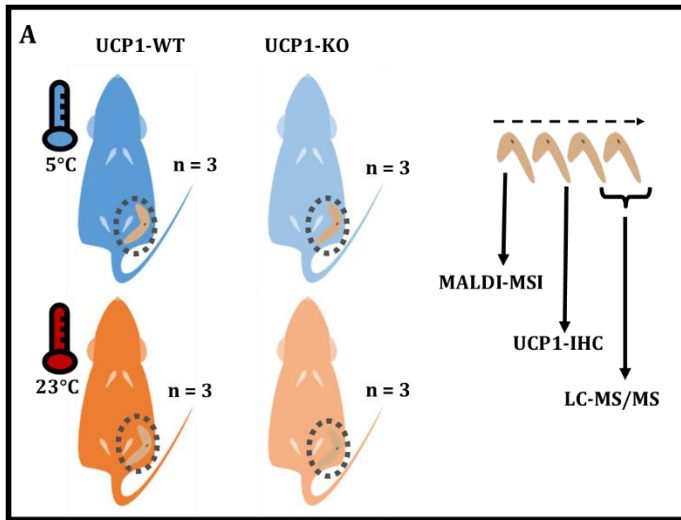 A
UCP1-WT
UCP1-KO
5°C
n = 3
n = 3
MALDI-MSI
UCP1-IHC
LC-MS/MS
23°C
n = 3
n = 3